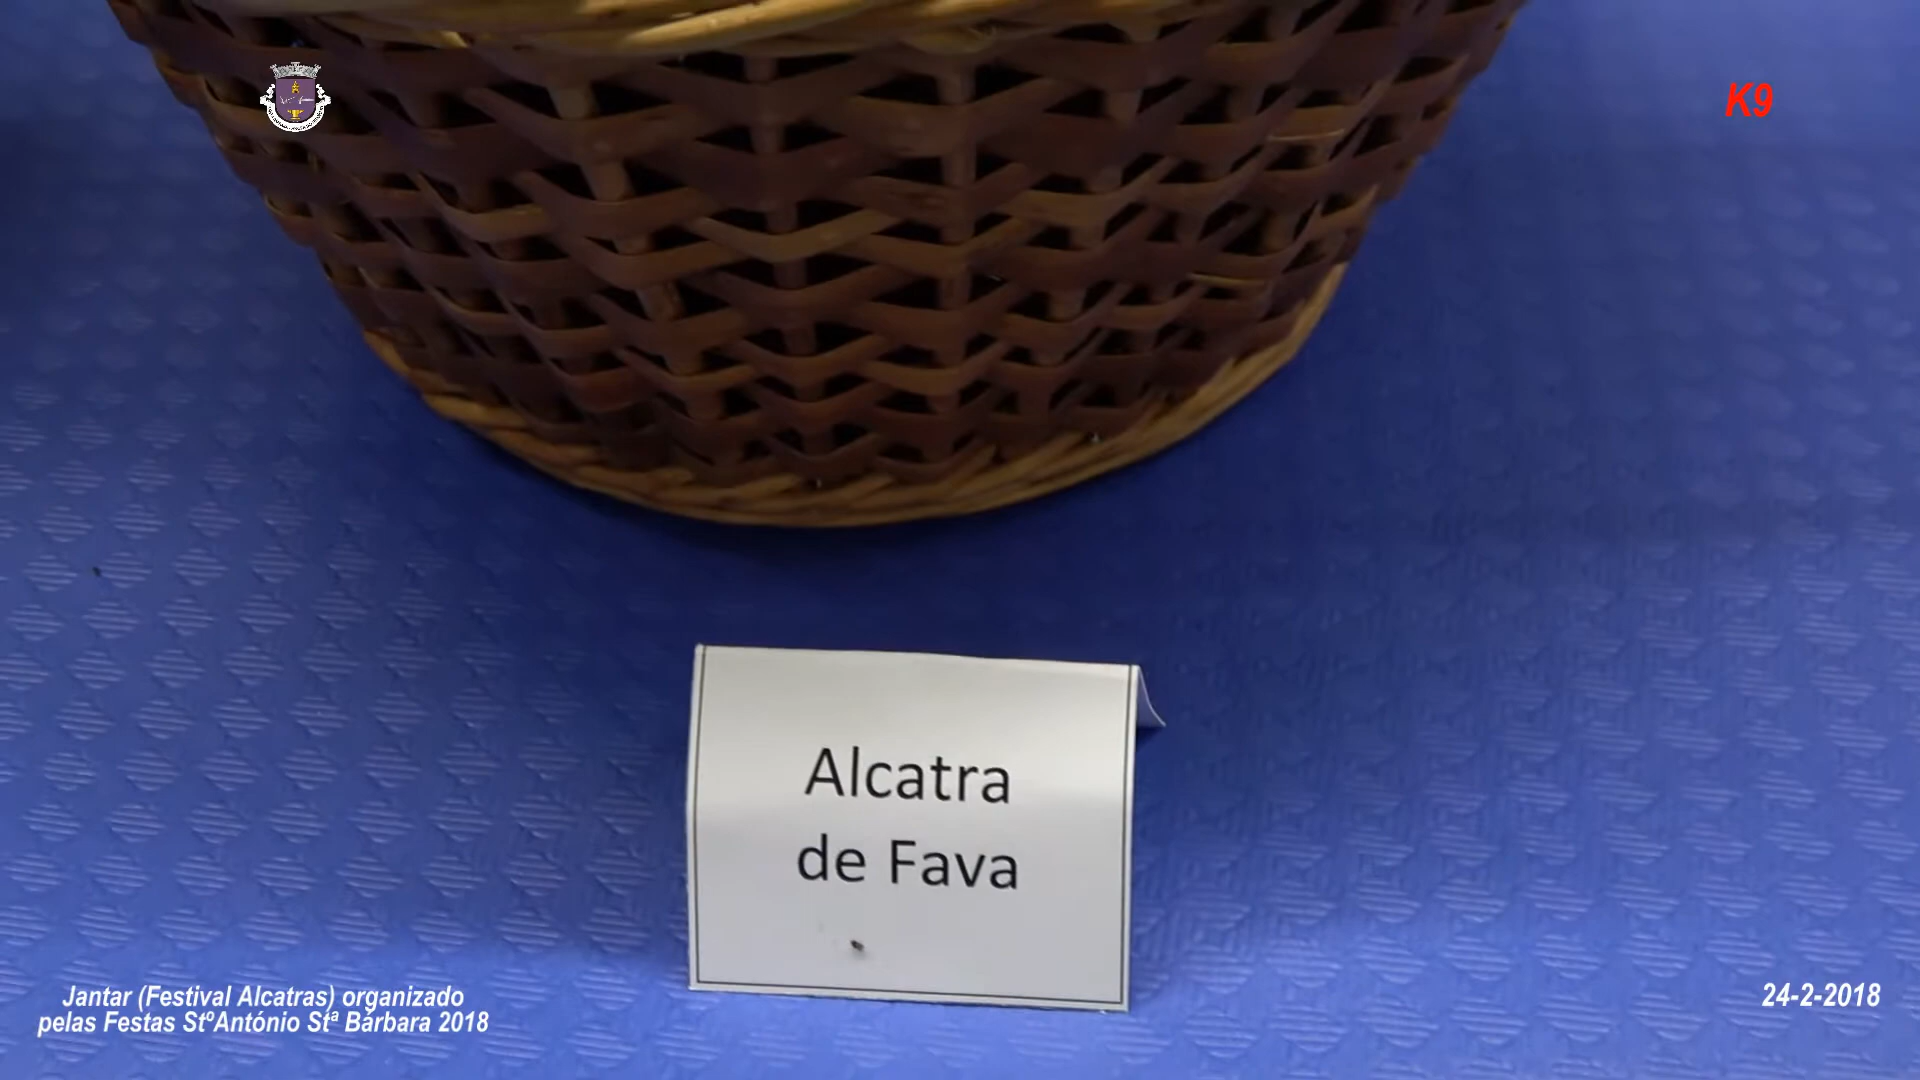 K9
Alcatra
de Fava
Jantar (Festival Alcatras) organizado
pelas Festas StºAntónio Stª Bárbara 2018
24-2-2018